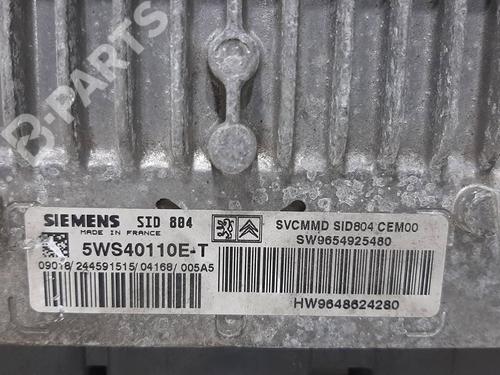 B-PARTS
SIEMENS SID 804
MADE IN FRANCE
5WS40110E-T
09018/244591515/04168/005A5
SVCMMD SID804 CEM00
SW9654925480
HW9648624280